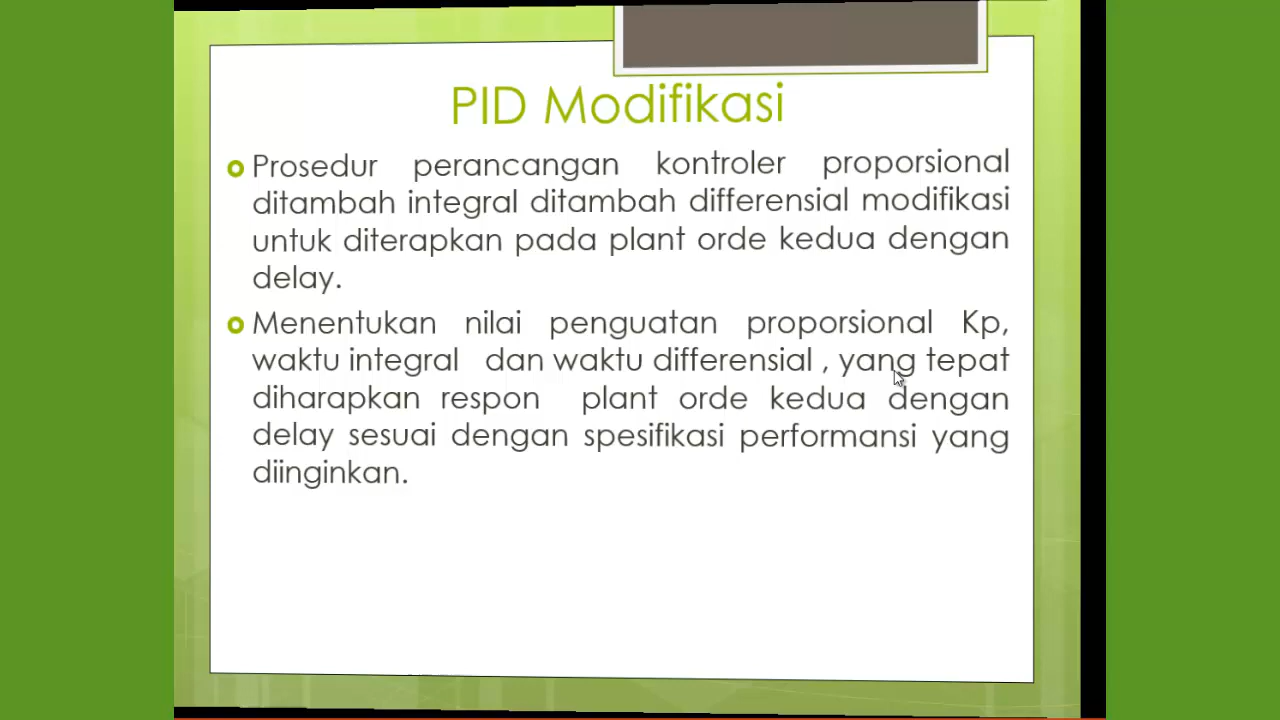 PID Modifikasi
Prosedur perancangan kontroler proporsional
ditambah integral ditambah differensial modifikasi
untuk diterapkan pada plant orde kedua dengan
delay.
Menentukan nilai penguatan proporsional Kp,
waktu integral dan waktu differensial , yang tepat
diharapkan respon plant orde kedua dengan
delay sesuai dengan spesifikasi performansi yang
diinginkan.